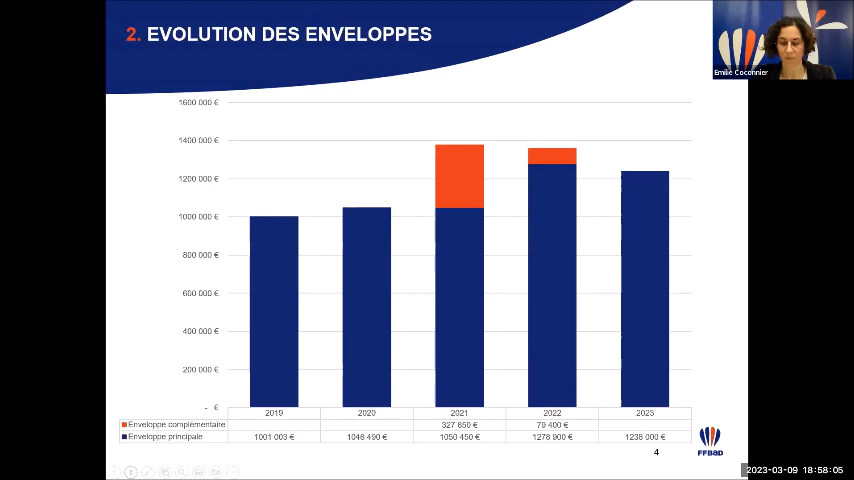 2. EVOLUTION DES ENVELOPPES
Emilie Coconnier
1600 000 €
1400 000 €
1200 000 €
1000 000 €
800 000 €
600 000 €
400 000 €
200 000 €
- €
2019 2020 2021 2022 2023
Enveloppe complémentaire 327 850 € 79 400 €
Enveloppe principale 1001 003 € 1046 490 € 1050 450 € 1278 900 € 1238 000 €
4
FFBaD
2023-03-09 18:58:05